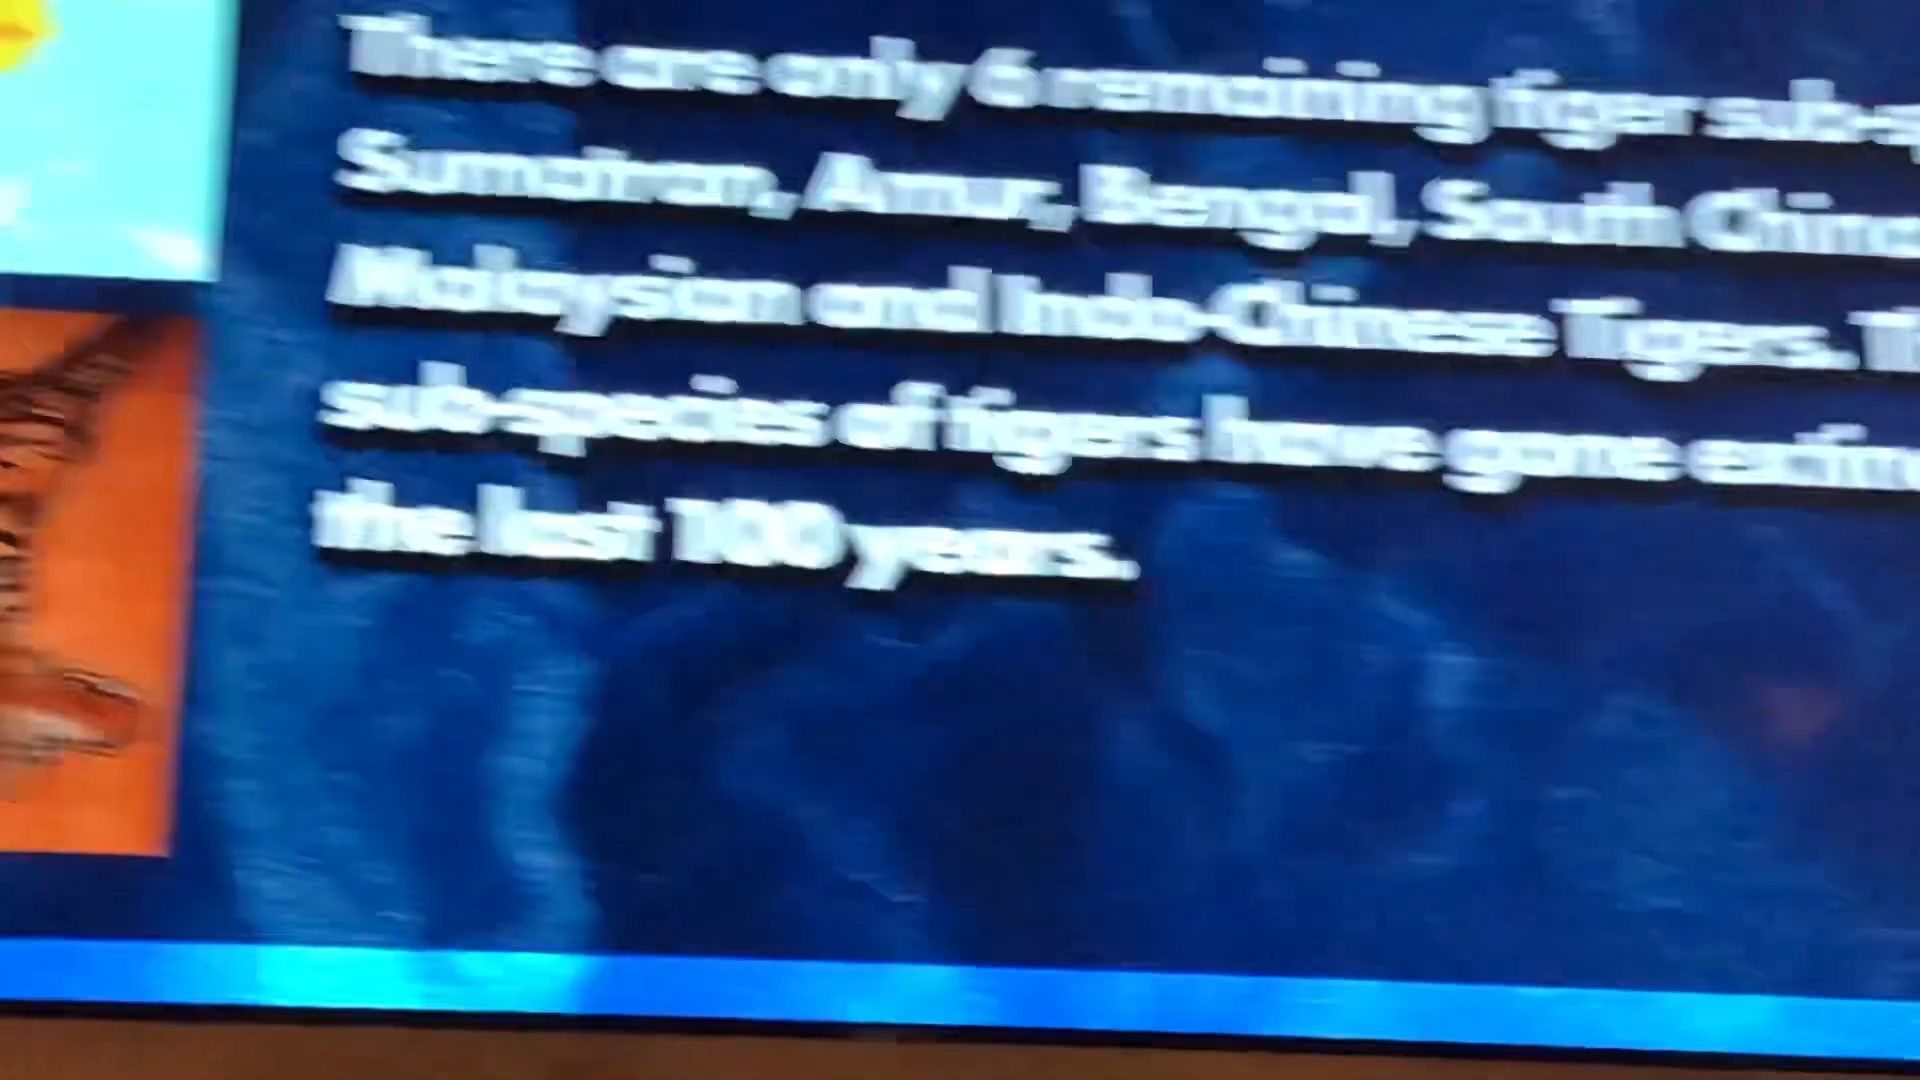 There are only 6 remaining tiger sub-
Sumatran, Amur, Bengal, South
Malaysian and Indo-Chinese Tigers.
sub-species of tigers have gone
the last 100 years.